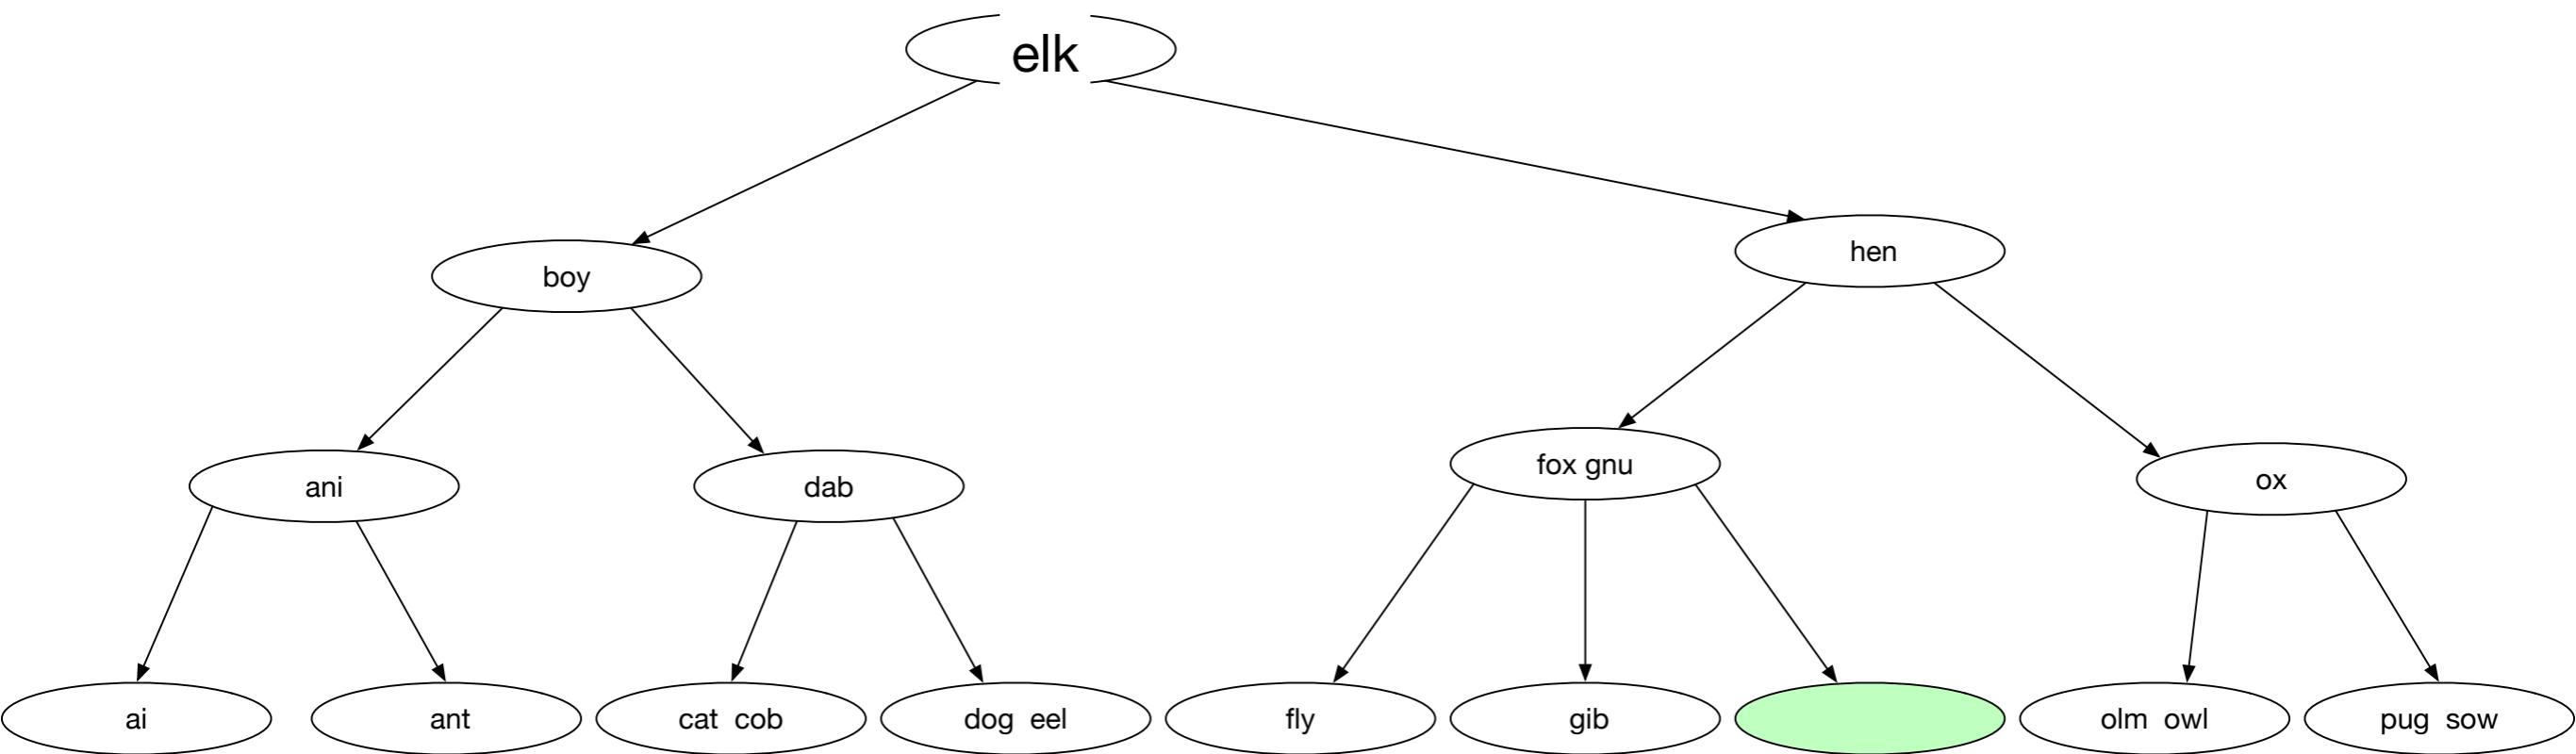 elk
boy
hen
ani
dab
fox gnu
ox
ai
ant
cat cob
dog eel
fly
gib
olm owl
pug sow